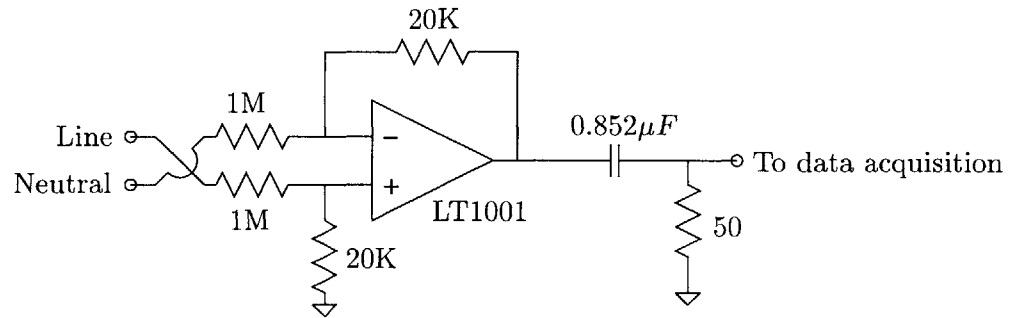 20K
1M
Line
−
0.852μF
To data acquisition
Neutral
+
1M
LT1001
20K
50